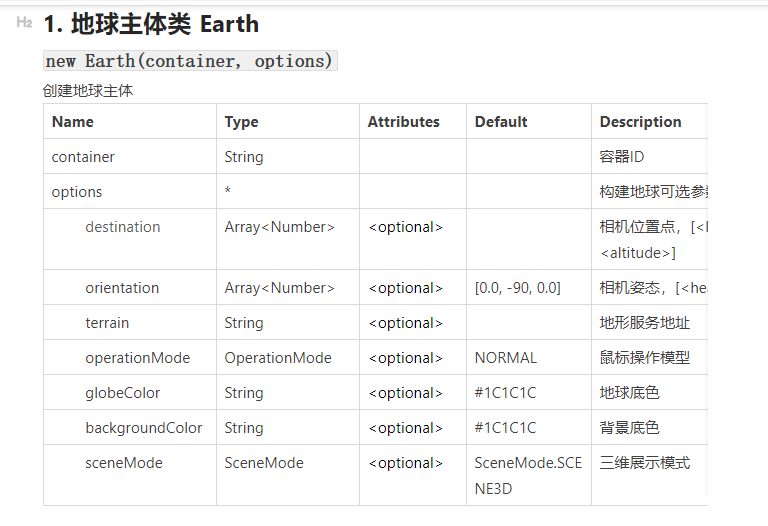 H2 1. 地球主体类 Earth
new Earth(container, options)
创建地球主体
Name Type Attributes Default Description
container String 容器ID
options * 构建地球可选参
destination Array<Number> <optional> 相机位置点，[<
<altitude>]
orientation Array<Number> <optional> [0.0, -90, 0.0] 相机姿态，[<hea
terrain String <optional> 地形服务地址
operationMode OperationMode <optional> NORMAL 鼠标操作模型
globeColor String <optional> #1C1C1C 地球底色
backgroundColor String <optional> #1C1C1C 背景底色
sceneMode SceneMode <optional> SceneMode.SCE 三维展示模式
NE3D